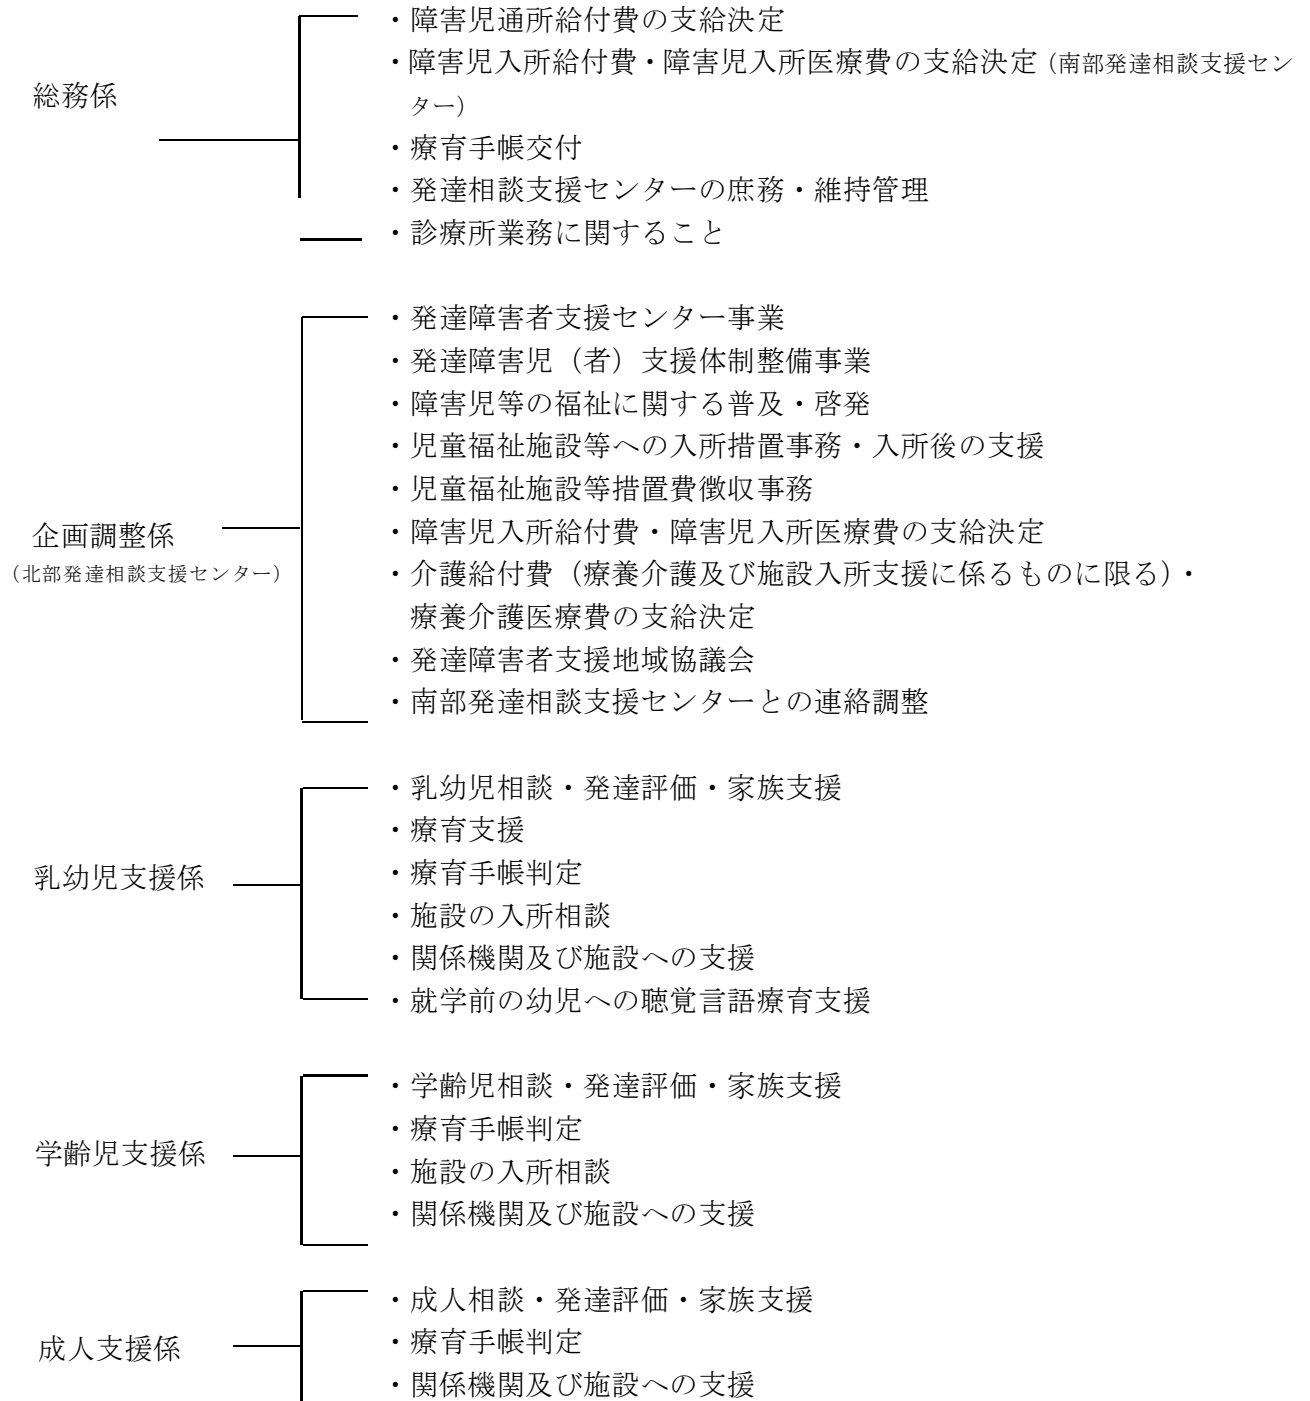 総務係
・障害児通所給付費の支給決定
・障害児入所給付費・障害児入所医療費の支給決定（南部発達相談支援セン
ター）
・療育手帳交付
・発達相談支援センターの庶務・維持管理
・診療所業務に関すること
企画調整係
（北部発達相談支援センター）
・発達障害者支援センター事業
・発達障害児（者）支援体制整備事業
・障害児等の福祉に関する普及・啓発
・児童福祉施設等への入所措置事務・入所後の支援
・児童福祉施設等措置費徴収事務
・障害児入所給付費・障害児入所医療費の支給決定
・介護給付費（療養介護及び施設入所支援に係るものに限る）・
療養介護医療費の支給決定
・発達障害者支援地域協議会
・南部発達相談支援センターとの連絡調整
乳幼児支援係
・乳幼児相談・発達評価・家族支援
・療育支援
・療育手帳判定
・施設の入所相談
・関係機関及び施設への支援
・就学前の幼児への聴覚言語療育支援
学齢児支援係
・学齢児相談・発達評価・家族支援
・療育手帳判定
・施設の入所相談
・関係機関及び施設への支援
成人支援係
・成人相談・発達評価・家族支援
・療育手帳判定
・関係機関及び施設への支援